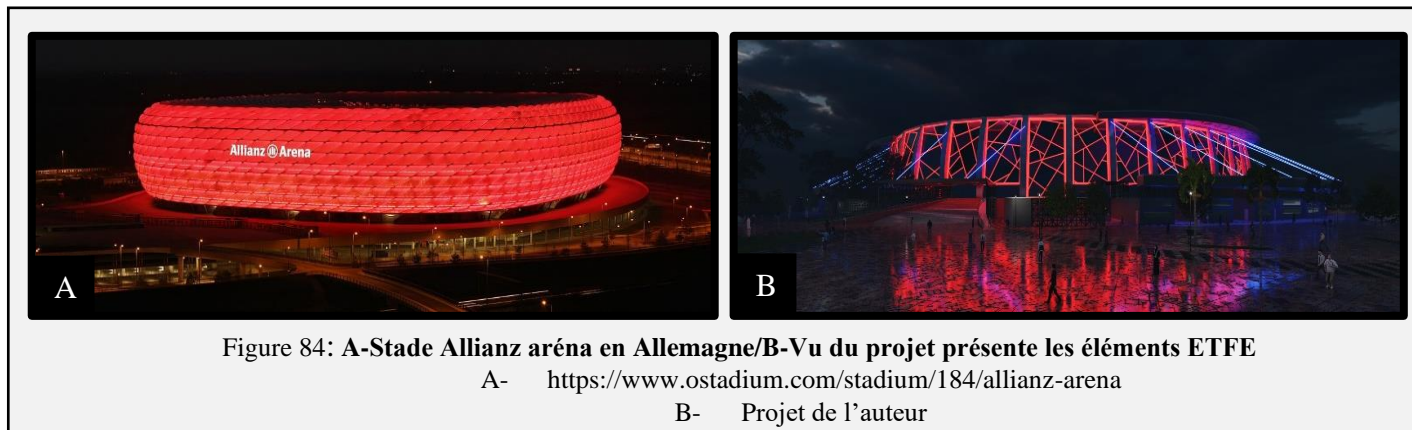 Allianz Arena
A
B
Figure 84: A-Stade Allianz aréna en Allemagne/B-Vu du projet présente les éléments ETFE
A- https://www.ostadium.com/stadium/184/allianz-arena
B- Projet de l’auteur